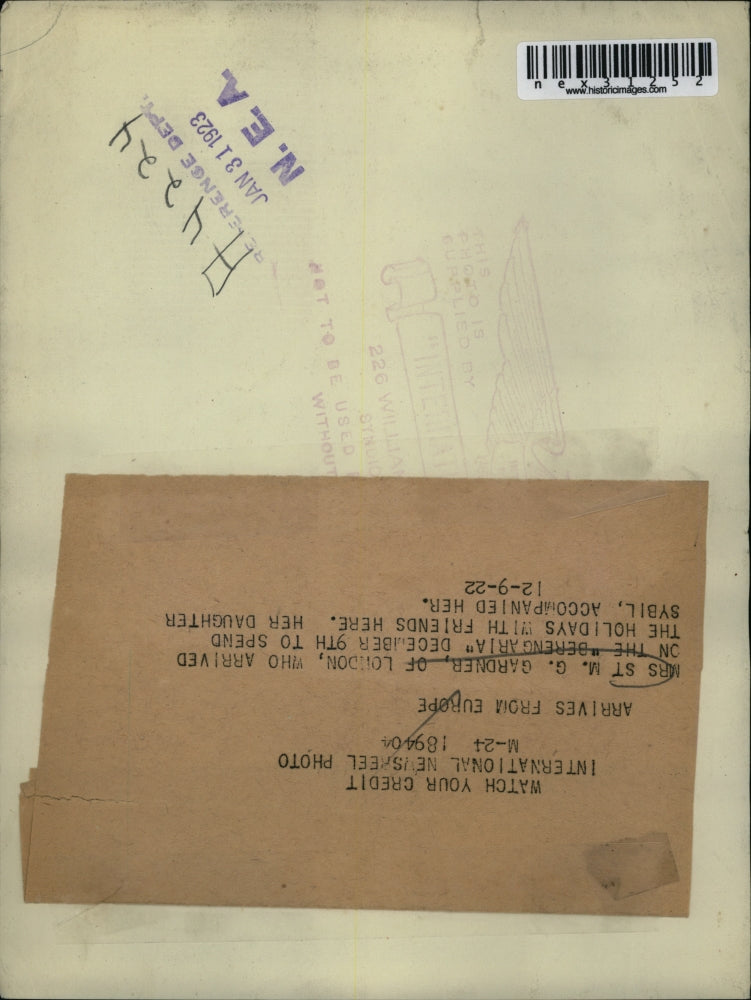 nex31252
www.historicimages.com
N.E.A.
JAN 31 1923
REFERENCE DEPT.
H4224
THIS
PHOTO IS
SUPPLIED BY
"INTERNAT
226 WILLIA
NOT TO BE USED
WITHOUT
WATCH YOUR CREDIT
INTERNATIONAL NEWSREEL PHOTO
M-24 189404
ARRIVES FROM EUROPE
MRS ST M. G. GARDNER, OF LONDON, WHO ARRIVED
ON THE "BERENGARIA" DECEMBER 9TH TO SPEND
THE HOLIDAYS WITH FRIENDS HERE. HER DAUGHTER
SYBIL, ACCOMPANIED HER.
12-9-22